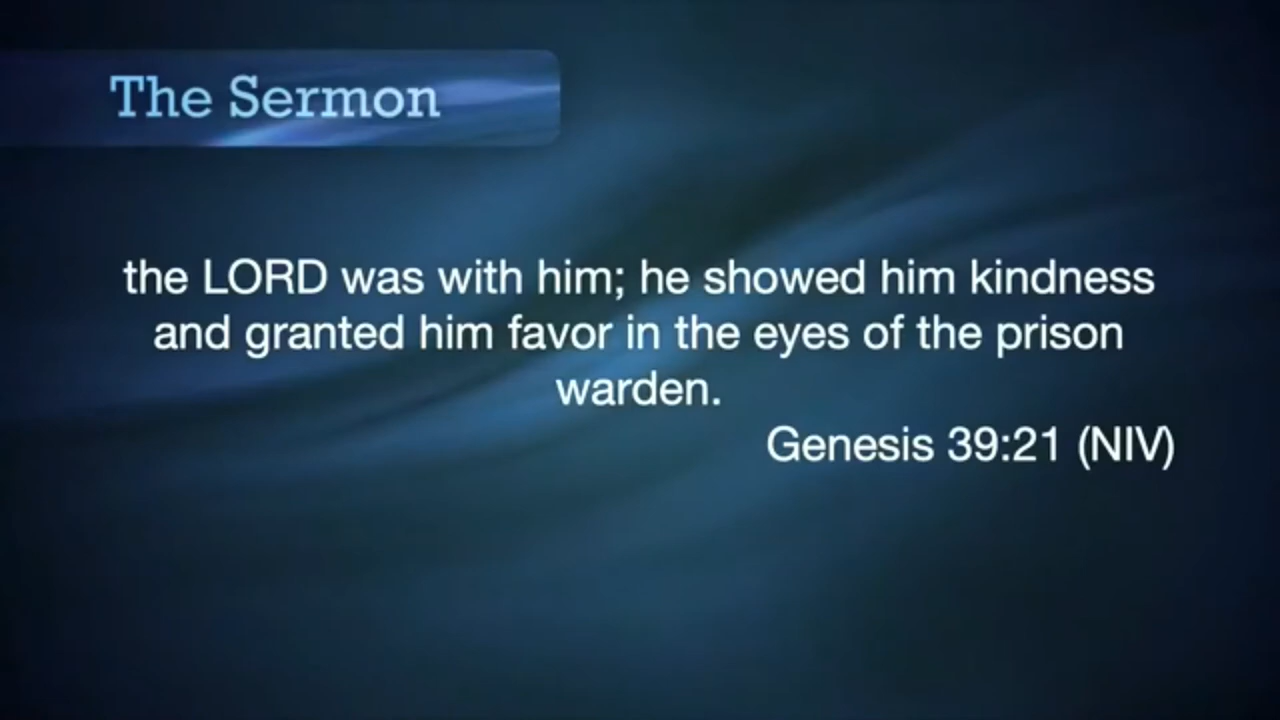 The Sermon
the LORD was with him; he showed him kindness
and granted him favor in the eyes of the prison
warden.
Genesis 39:21 (NIV)